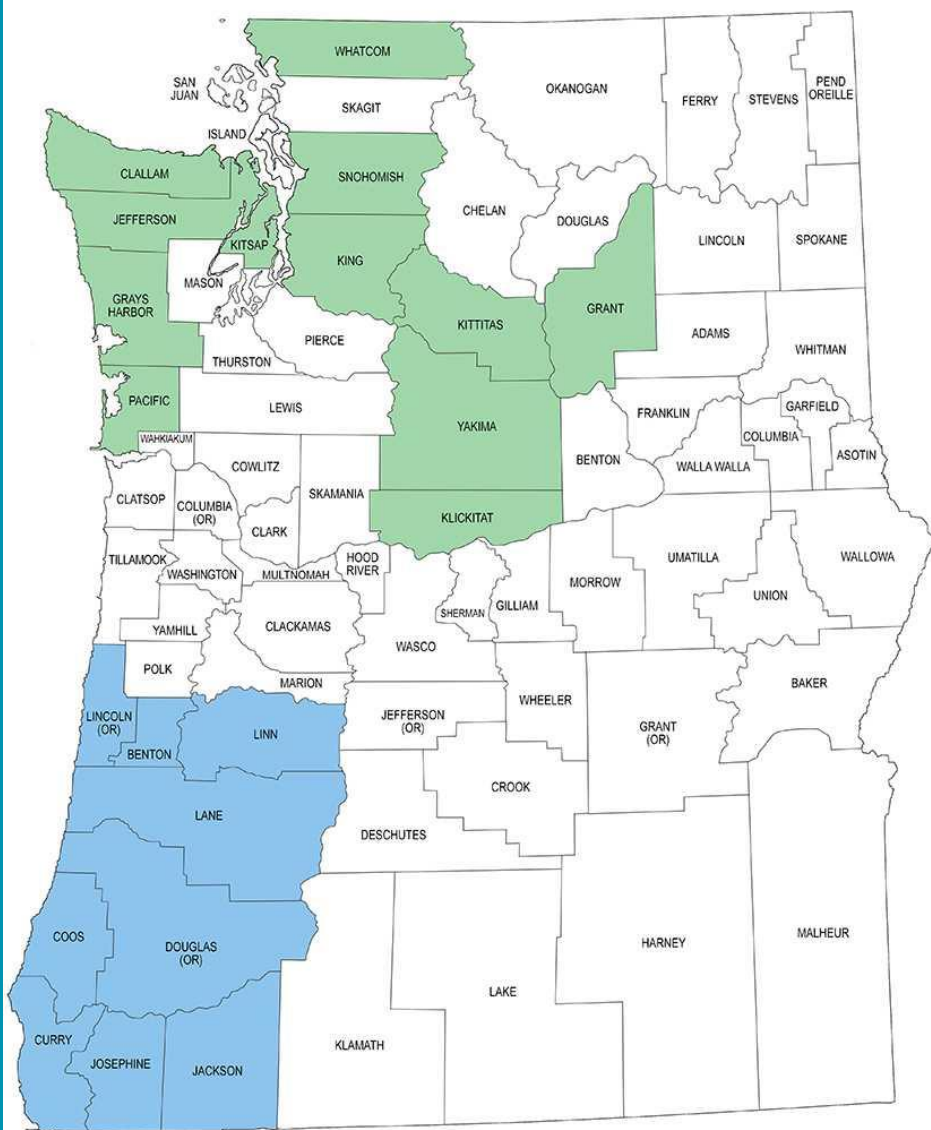 WHATCOM
SAN
JUAN
SKAGIT
OKANOGAN
FERRY
STEVENS
PEND
OREILLE
ISLAND
CLALLAM
SNOHOMISH
CHELAN
DOUGLAS
JEFFERSON
KITSAP
KING
LINCOLN
SPOKANE
MASON
GRAYS
HARBOR
KITTITAS
GRANT
PIERCE
THURSTON
ADAMS
WHITMAN
PACIFIC
LEWIS
YAKIMA
FRANKLIN
GARFIELD
COLUMBIA
WAHKIAKUM
BENTON
WALLA WALLA
ASOTIN
COWLITZ
SKAMANIA
CLATSOP
COLUMBIA
(OR)
CLARK
KLICKITAT
TILLAMOOK
WASHINGTON
MULTNOMAH
HOOD
RIVER
MORROW
UMATILLA
WALLOWA
UNION
SHERMAN
GILLIAM
YAMHILL
CLACKAMAS
WASCO
POLK
MARION
BAKER
WHEELER
LINCOLN
(OR)
JEFFERSON
(OR)
GRANT
(OR)
LINN
BENTON
CROOK
LANE
DESCHUTES
COOS
DOUGLAS
(OR)
HARNEY
MALHEUR
LAKE
CURRY
KLAMATH
JOSEPHINE
JACKSON